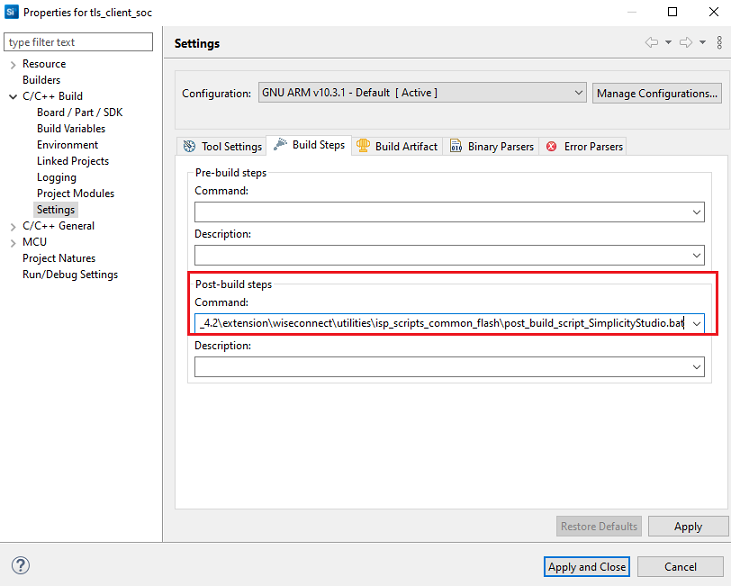 Si Properties for tls_client_soc
type filter text
Resource
Builders
C/C++ Build
Board / Part / SDK
Build Variables
Environment
Linked Projects
Logging
Project Modules
Settings
C/C++ General
MCU
Project Natures
Run/Debug Settings
Settings
Configuration: GNU ARM v10.3.1 - Default [ Active ] Manage Configurations...
Tool Settings Build Steps Build Artifact 010 Binary Parsers Error Parsers
Pre-build steps
Command:
Description:
Post-build steps
Command:
_4.2\extension\wiseconnect\utilities\isp_scripts_common_flash\post_build_script_SimplicityStudio.bat
Description:
Restore Defaults Apply
? Apply and Close Cancel